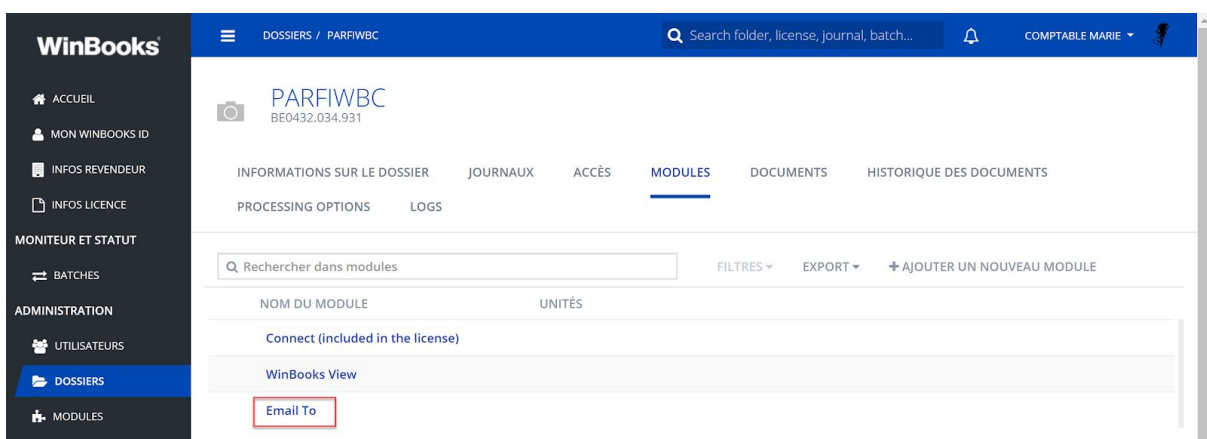 WinBooks
DOSSIERS / PARFIWBC
Search folder, license, journal, batch...
COMPTABLE MARIE
ACCUEIL
MON WINBOOKS ID
INFOS REVENDEUR
INFOS LICENCE
MONITEUR ET STATUT
BATCHES
ADMINISTRATION
UTILISATEURS
DOSSIERS
MODULES
PARFIWBC
BE0432.034.931
INFORMATIONS SUR LE DOSSIER JOURNAUX ACCÈS MODULES DOCUMENTS HISTORIQUE DES DOCUMENTS
PROCESSING OPTIONS LOGS
Rechercher dans modules
FILTRES EXPORT + AJOUTER UN NOUVEAU MODULE
NOM DU MODULE UNITÉS
Connect (included in the license)
WinBooks View
Email To